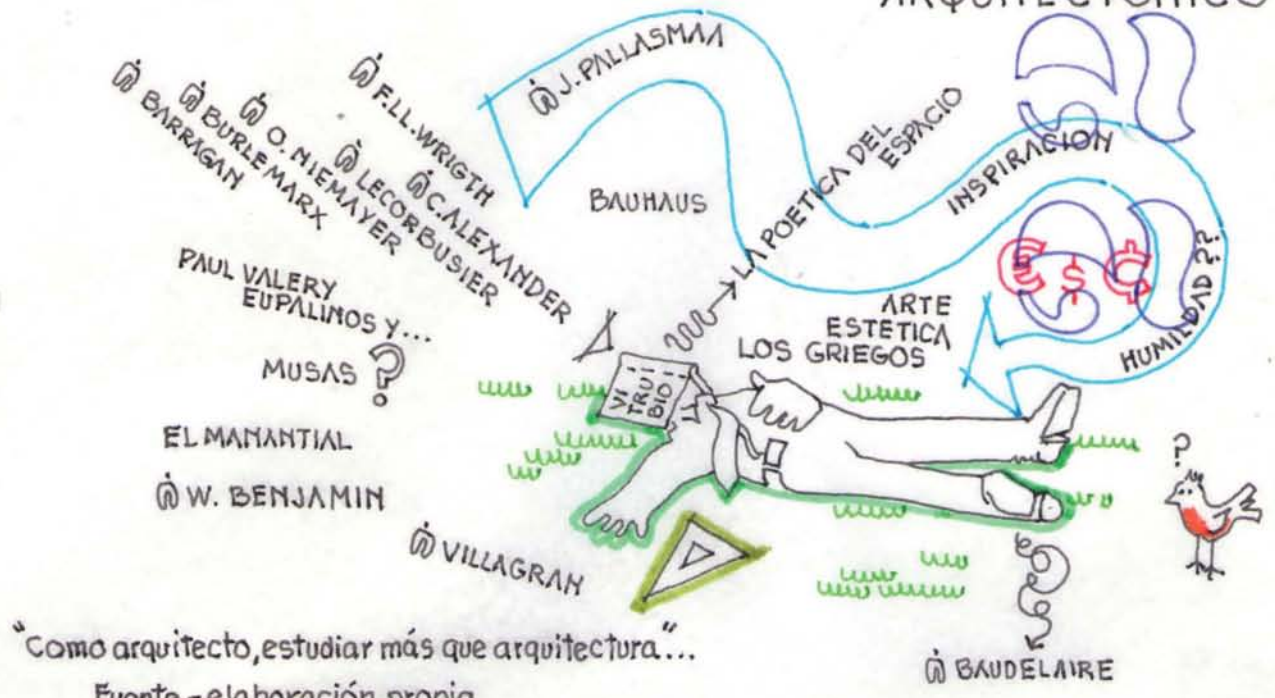 ARQUITECTONICO
J. PALLASMAA
F.LL.WRIGTH
C.ALEXANDER
LECORBUSIER
O. NIEMAYER
BURLEMARX
BARRAGAN
BAUHAUS
LA POETICA DEL
ESPACIO
INSPIRACION
€ $ ₵
HUMILDAD ??
PAUL VALERY
EUPALINOS Y...
MUSAS ?
ARTE
ESTETICA
LOS GRIEGOS
VI
TRU
BIO
EL MANANTIAL
W. BENJAMIN
VILLAGRAN
?
BAUDELAIRE
"Como arquitecto, estudiar más que arquitectura"...
Fuente.-elaboración propia